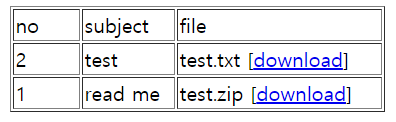 no subject file
2 test test.txt [download]
1 read me test.zip [download]